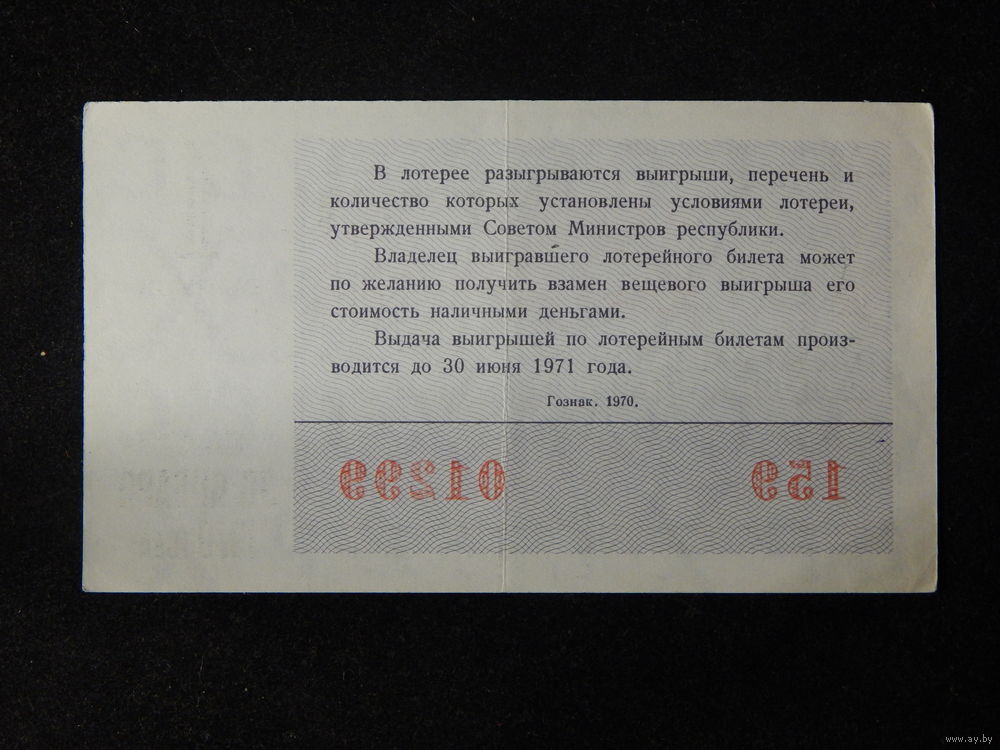 В лотерее разыгрываются выигрыши, перечень и
количество которых установлены условиями лотереи,
утвержденными Советом Министров республики.
Владелец выигравшего лотерейного билета может
по желанию получить взамен вещевого выигрыша его
стоимость наличными деньгами.
Выдача выигрышей по лотерейным билетам произ-
водится до 30 июня 1971 года.
Гознак. 1970.
01299 159
www.ay.by